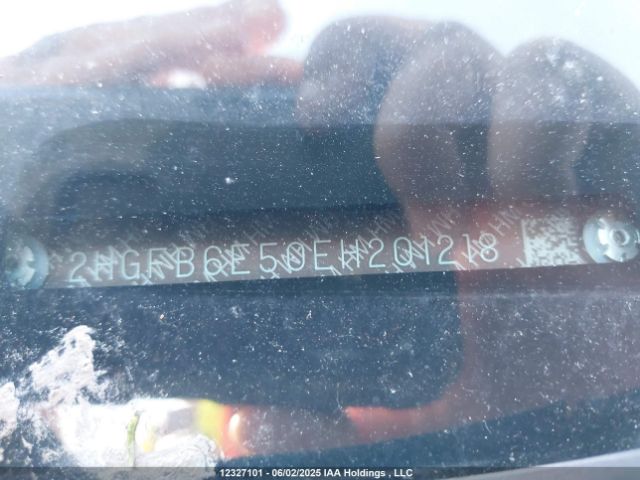 2HGFB6E50EH201218
12327101 - 06/02/2025 IAA Holdings , LLC